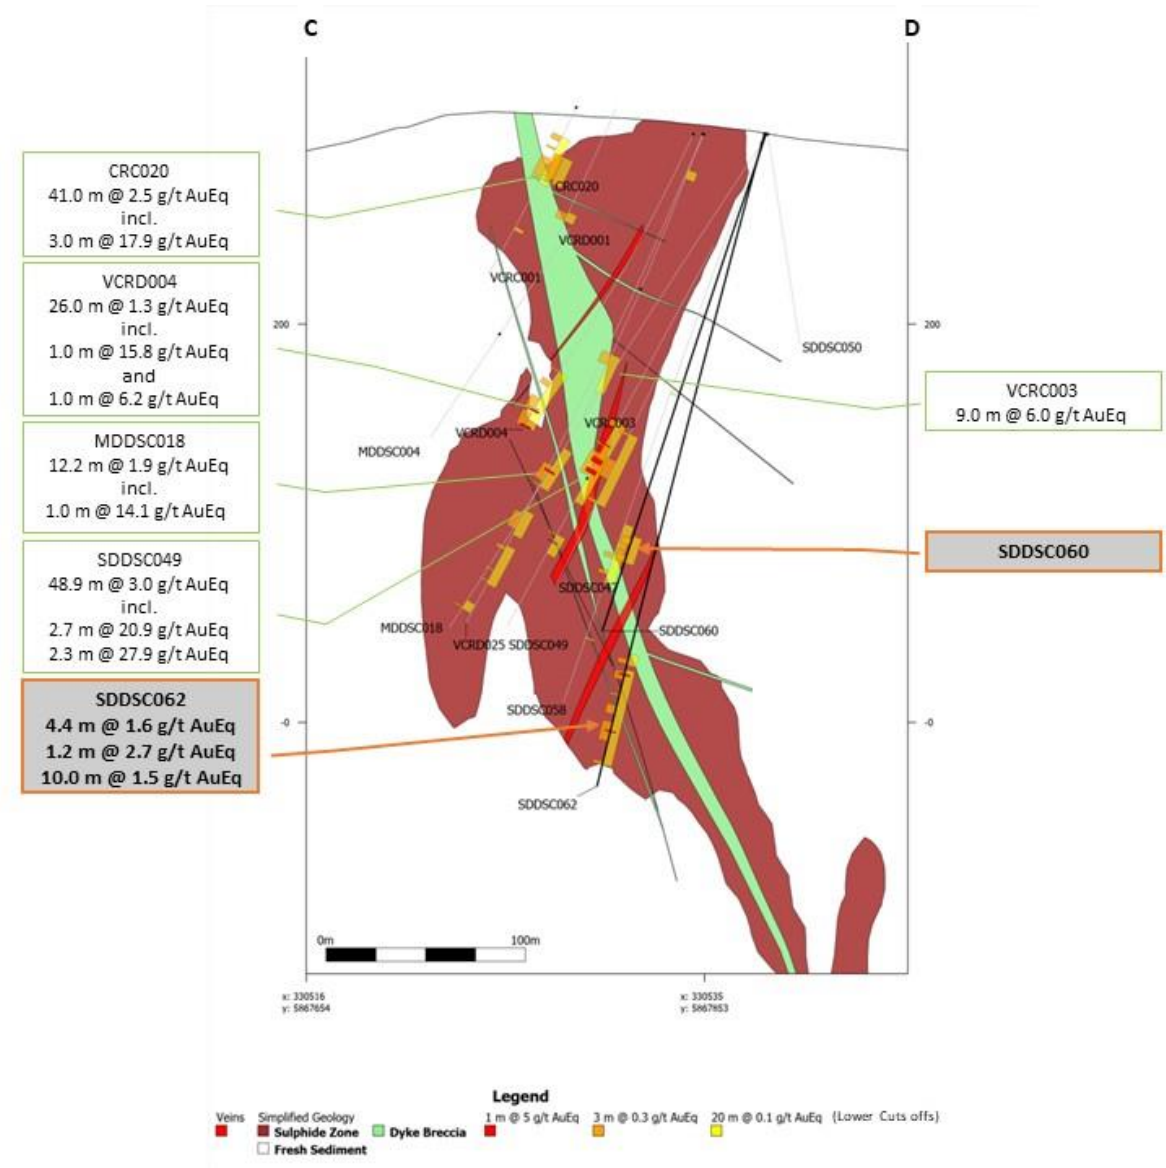 C
D
CRC020
41.0 m @ 2.5 g/t AuEq
incl.
3.0 m @ 17.9 g/t AuEq
VCRD004
26.0 m @ 1.3 g/t AuEq
incl.
1.0 m @ 15.8 g/t AuEq
and
1.0 m @ 6.2 g/t AuEq
MDDSC018
12.2 m @ 1.9 g/t AuEq
incl.
1.0 m @ 14.1 g/t AuEq
SDDSC049
48.9 m @ 3.0 g/t AuEq
incl.
2.7 m @ 20.9 g/t AuEq
2.3 m @ 27.9 g/t AuEq
SDDSC062
4.4 m @ 1.6 g/t AuEq
1.2 m @ 2.7 g/t AuEq
10.0 m @ 1.5 g/t AuEq
CRC020
VCRD001
VCRC001
200
200
SDDSC050
VCRC003
9.0 m @ 6.0 g/t AuEq
VCRC003
VCRD004
MDDSC004
SDDSC060
SDDSC047
MDDSC018
SDDSC060
VCRD025 SDDSC049
SDDSC058
-0
-0
SDDSC062
0m 100m
x: 330516
y: 5867654
x: 330535
y: 5867853
Legend
Veins
Simplified Geology
Sulphide Zone
Dyke Breccia
Fresh Sediment
1 m @ 5 g/t AuEq
3 m @ 0.3 g/t AuEq
20 m @ 0.1 g/t AuEq
(Lower Cuts offs)